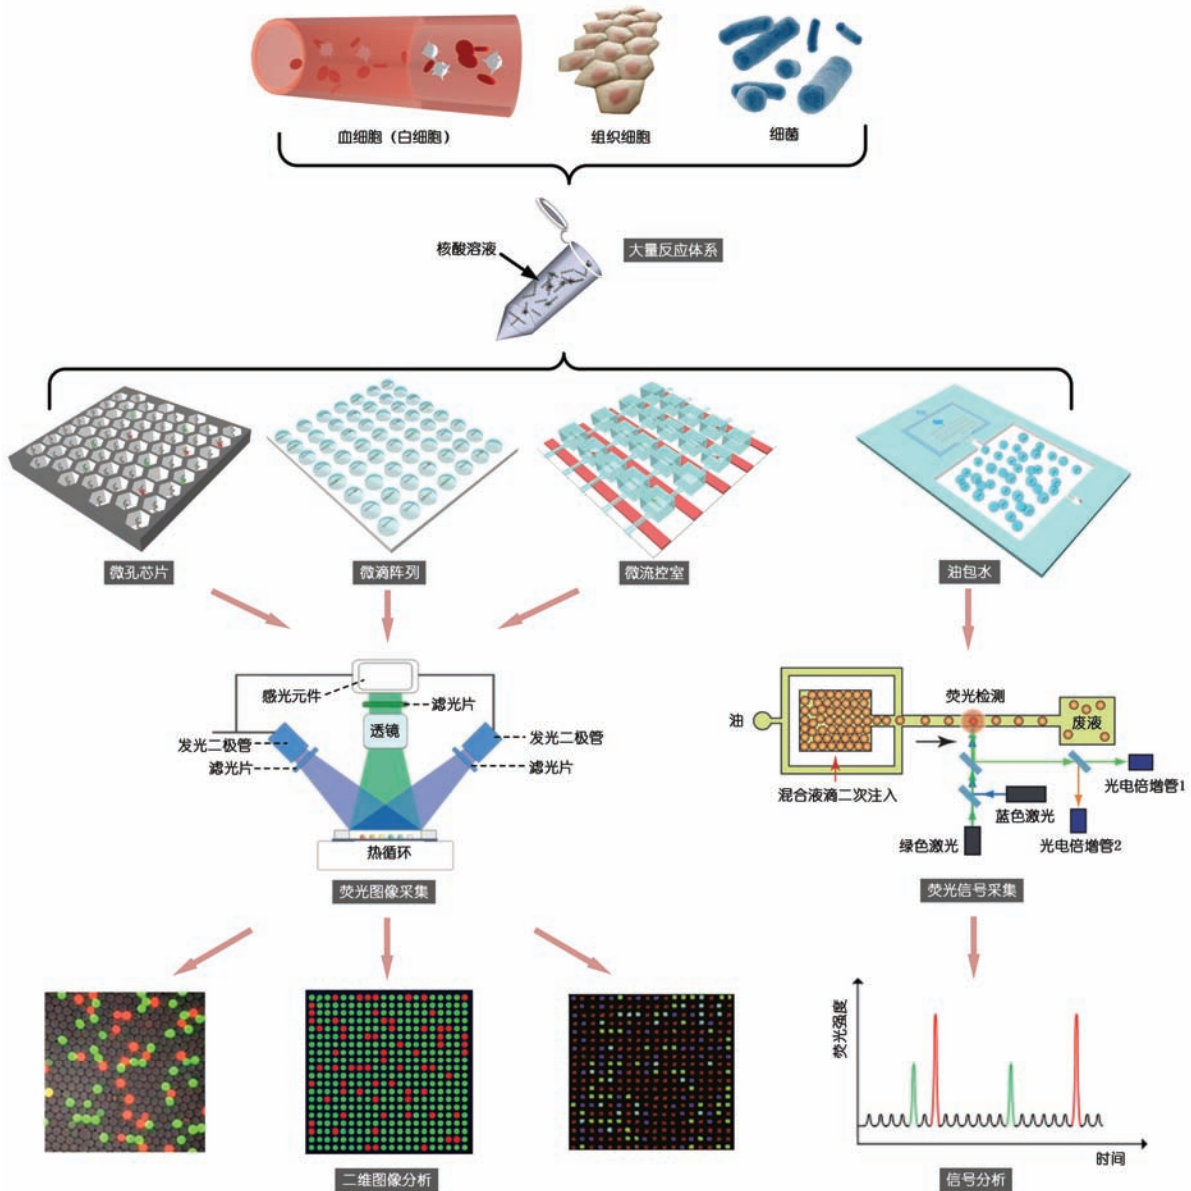 血细胞（白细胞）
组织细胞
细菌
核酸溶液
大量反应体系
微孔芯片
微滴阵列
微流控室
油包水
感光元件
滤光片
透镜
发光二极管
发光二极管
滤光片
滤光片
热循环
荧光图像采集
荧光检测
油
废液
混合液滴二次注入
光电倍增管1
蓝色激光
绿色激光
光电倍增管2
荧光信号采集
荧光强度
时间
二维图像分析
信号分析